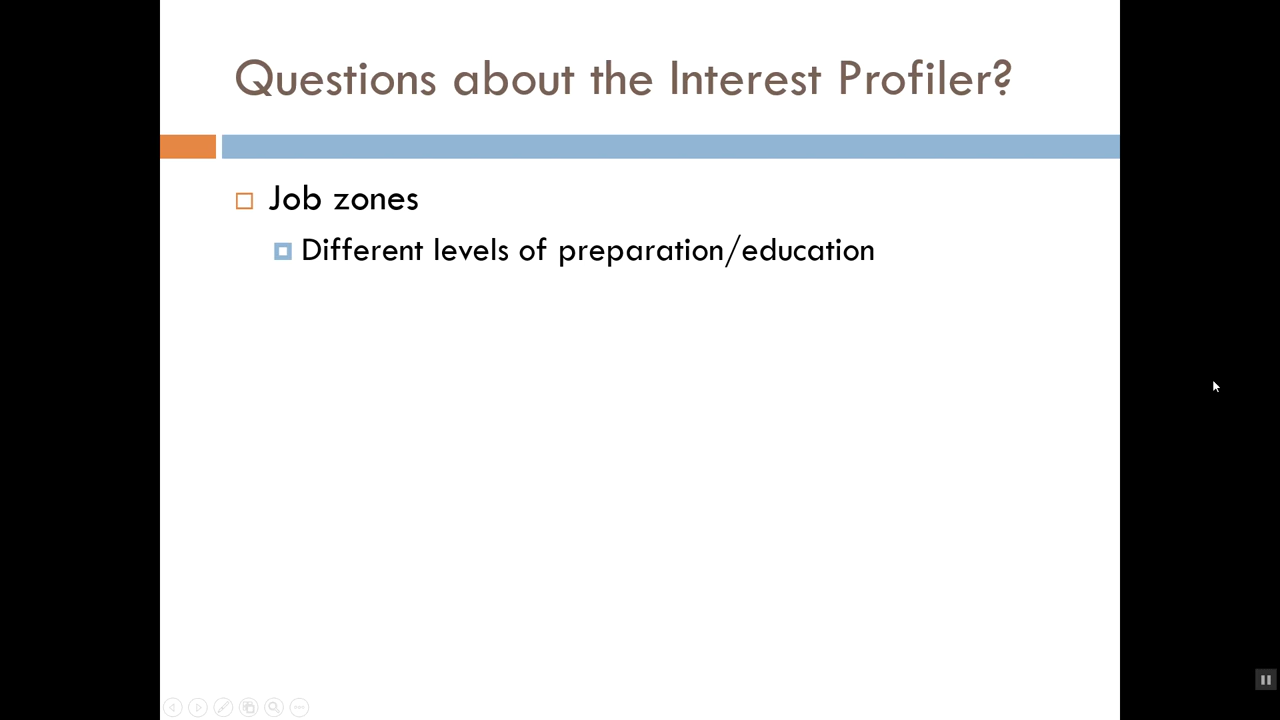 Questions about the Interest Profiler?
Job zones
Different levels of preparation/education